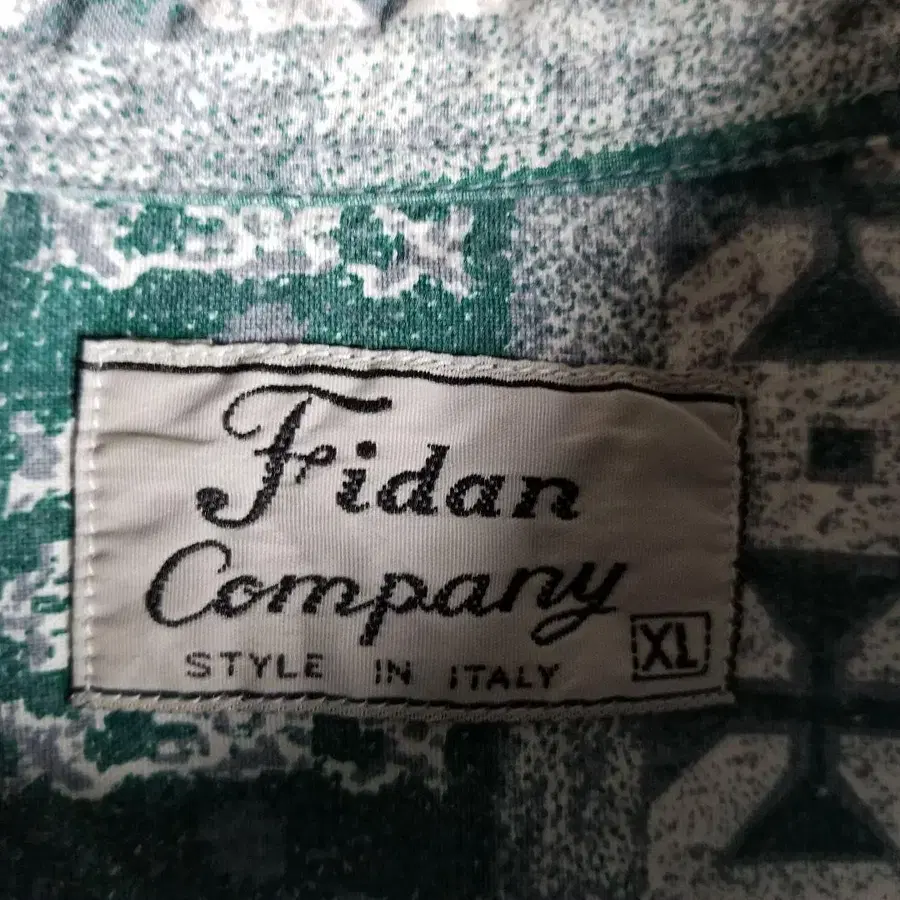 Fidan
Company
STYLE IN ITALY
XL